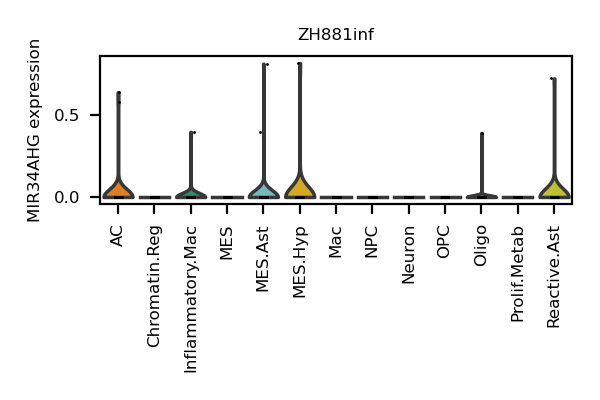 ZH881inf
MIR34AHG expression
0.5
0.0
AC
Chromatin.Reg
Inflammatory.Mac
MES
MES.Ast
MES.Hyp
Mac
NPC
Neuron
OPC
Oligo
Prolif.Metab
Reactive.Ast